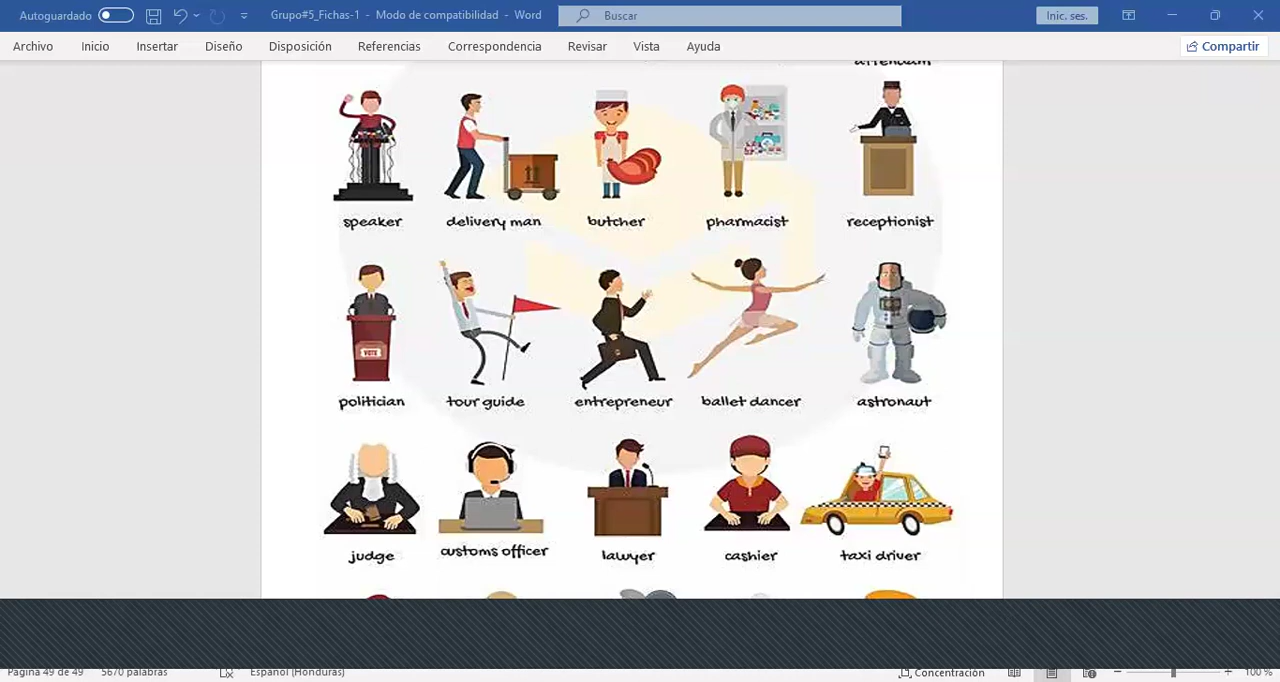 Autoguardado Grupo#5_Fichas-1 - Modo de compatibilidad - Word Buscar Inic. ses.
Archivo Inicio Insertar Diseño Disposición Referencias Correspondencia Revisar Vista Ayuda Compartir
speaker delivery man butcher pharmacist receptionist
VOTE
politician tour guide entrepreneur ballet dancer astronaut
judge customs officer lawyer cashier taxi driver
Página 49 de 49 5670 palabras Español (Honduras) Concentración 100 %